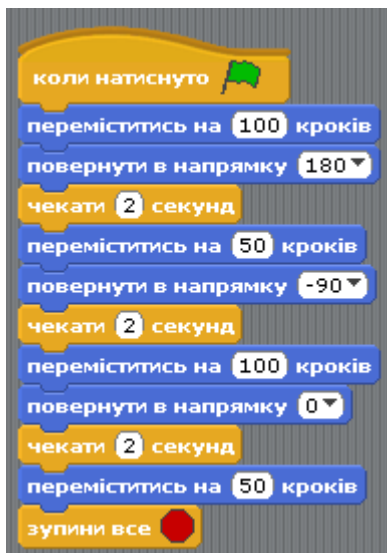 коли натиснуто
переміститись на 100 кроків
повернути в напрямку 180
чекати 2 секунд
переміститись на 50 кроків
повернути в напрямку -90
чекати 2 секунд
переміститись на 100 кроків
повернути в напрямку 0
чекати 2 секунд
переміститись на 50 кроків
зупини все